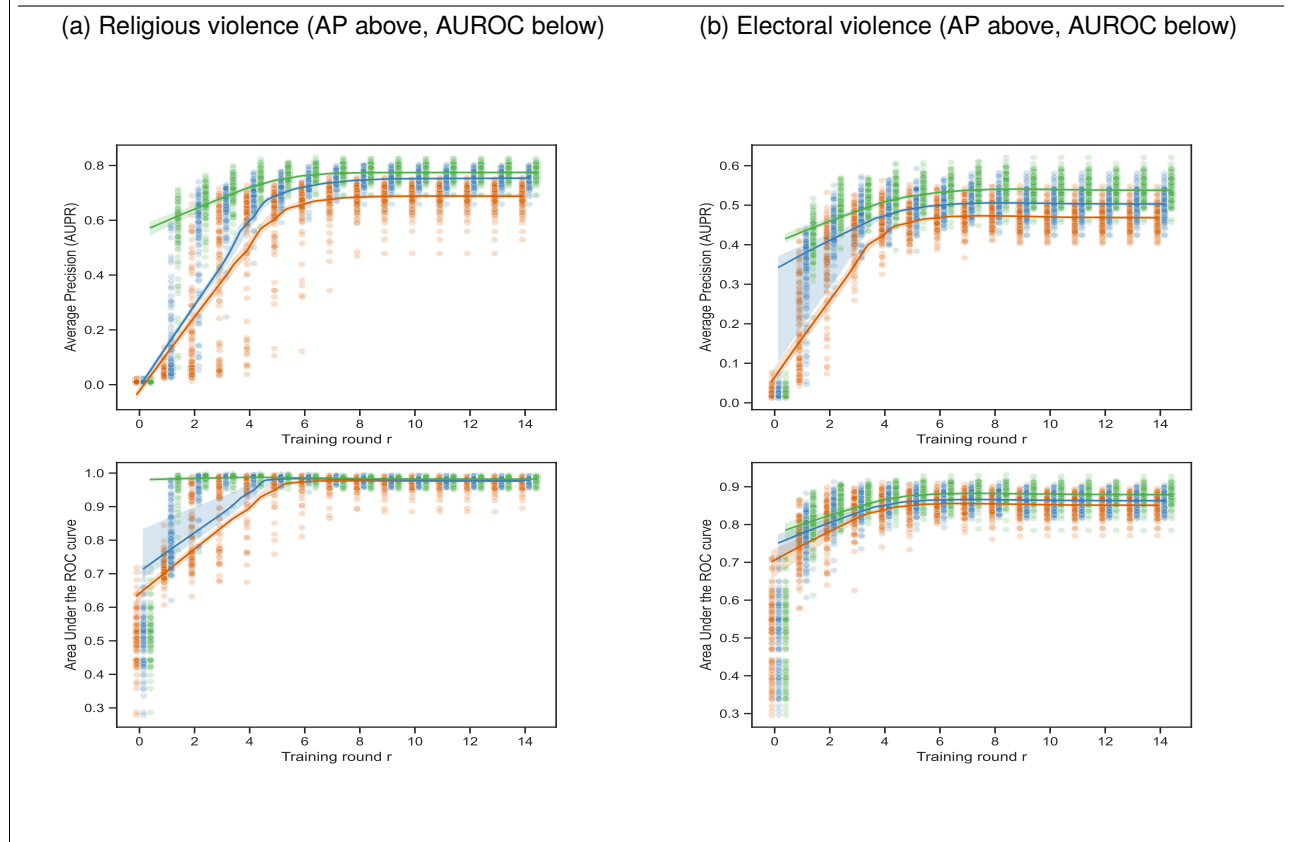 (a) Religious violence (AP above, AUROC below)
(b) Electoral violence (AP above, AUROC below)
Average Precision (AUPR)
0.8
0.6
0.4
0.2
0.0
0 2 4 6 8 10 12 14
Training round r
Average Precision (AUPR)
0.6
0.5
0.4
0.3
0.2
0.1
0.0
0 2 4 6 8 10 12 14
Training round r
Area Under the ROC curve
1.0
0.9
0.8
0.7
0.6
0.5
0.4
0.3
0 2 4 6 8 10 12 14
Training round r
Area Under the ROC curve
0.9
0.8
0.7
0.6
0.5
0.4
0.3
0 2 4 6 8 10 12 14
Training round r